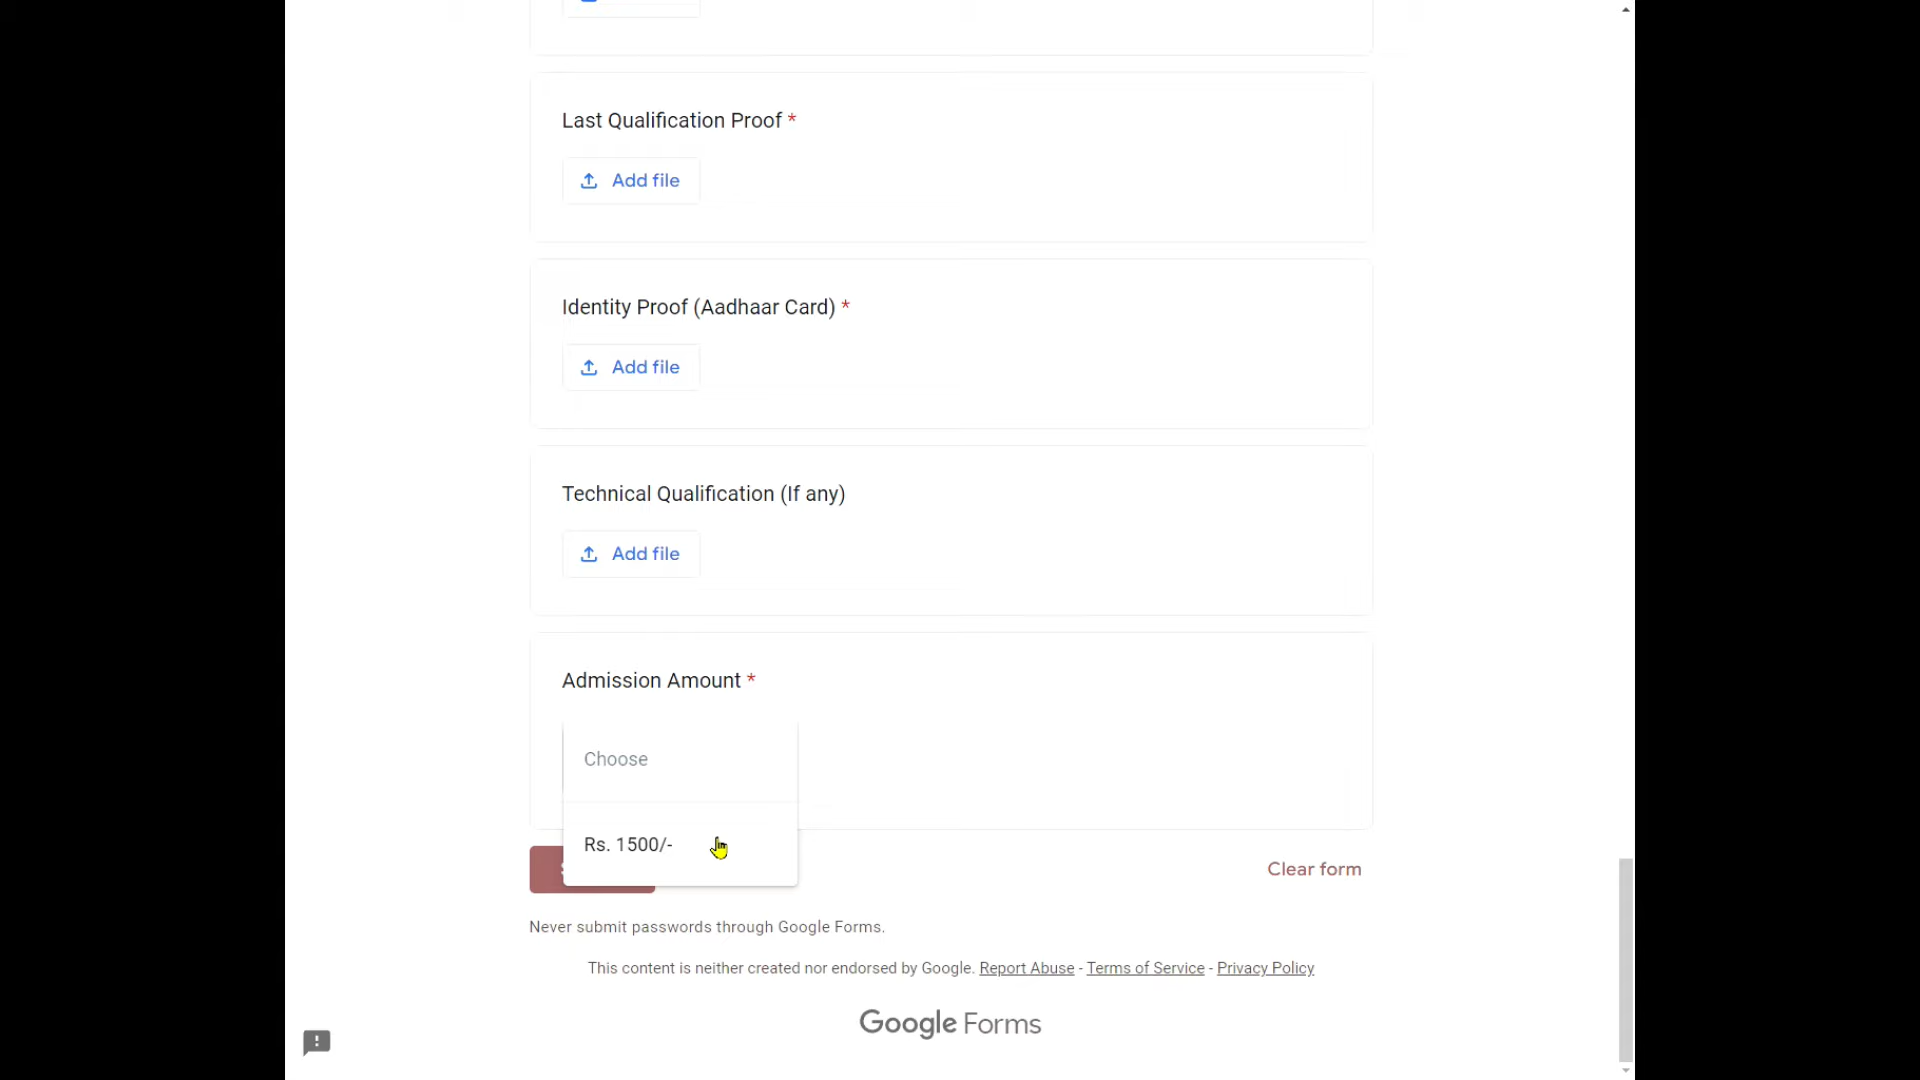 Last Qualification Proof *
Add file
Identity Proof (Aadhaar Card) *
Add file
Technical Qualification (If any)
Add file
Admission Amount *
Choose
Rs. 1500/-
Clear form
Never submit passwords through Google Forms.
This content is neither created nor endorsed by Google. Report Abuse - Terms of Service - Privacy Policy
Google Forms